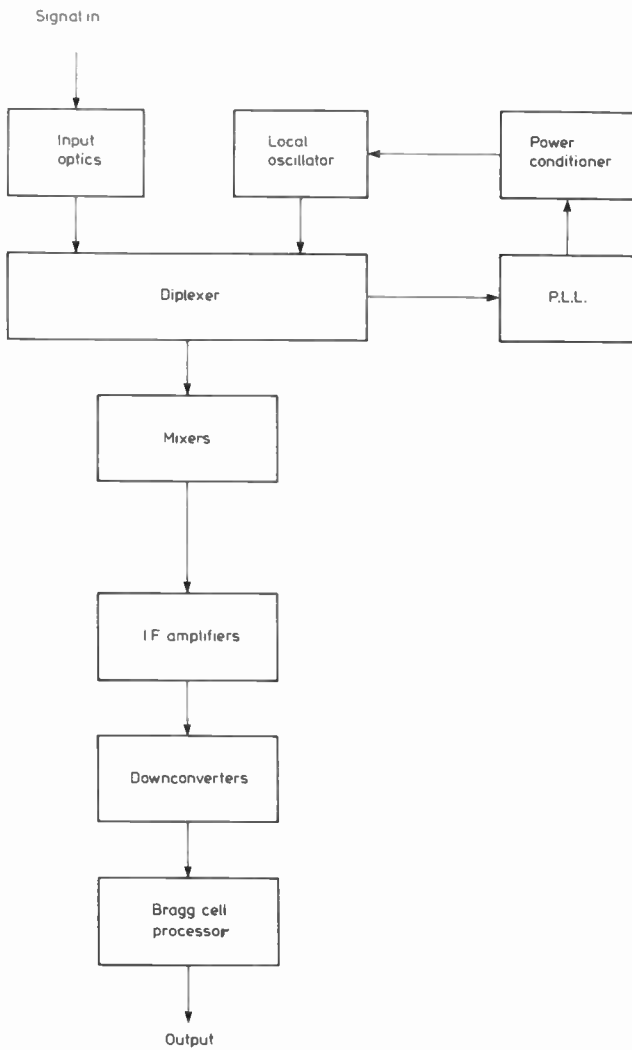 Signal in
Input
optics
Local
oscillator
Power
conditioner
Diplexer
P.L.L.
Mixers
I F amplifiers
Downconverters
Bragg cell
processor
Output